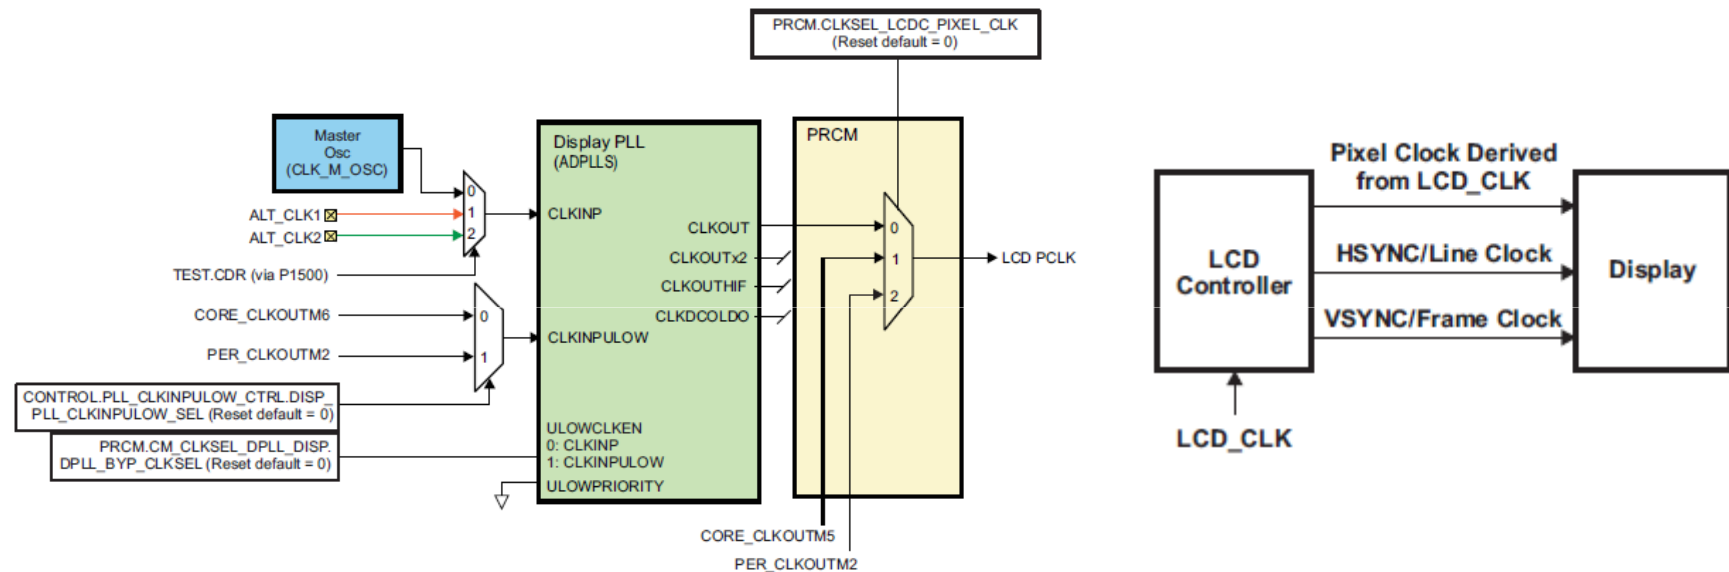 PRCM.CLKSEL_LCDC_PIXEL_CLK
(Reset default = 0)
Master
Osc
(CLK_M_OSC)
ALT_CLK1
ALT_CLK2
TEST.CDR (via P1500)
0
1
2
CORE_CLKOUTM6
PER_CLKOUTM2
0
1
CONTROL.PLL_CLKINPULOW_CTRL.DISP_
PLL_CLKINPULOW_SEL (Reset default = 0)
PRCM.CM_CLKSEL_DPLL_DISP.
DPLL_BYP_CLKSEL (Reset default = 0)
Display PLL
(ADPLLS)
CLKINP
CLKOUT
CLKOUTx2
CLKOUTHIF
CLKDCOLDO
CLKINPULOW
ULOWCLKEN
0: CLKINP
1: CLKINPULOW
ULOWPRIORITY
PRCM
0
1
2
LCD PCLK
CORE_CLKOUTM5
PER_CLKOUTM2
LCD
Controller
Pixel Clock Derived
from LCD_CLK
HSYNC/Line Clock
VSYNC/Frame Clock
Display
LCD_CLK